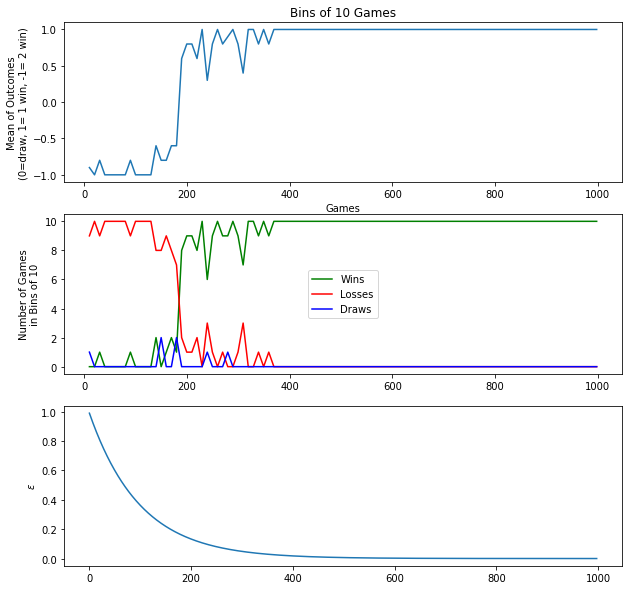 Bins of 10 Games
Mean of Outcomes
(0=draw, 1= 1 win, -1= 2 win)
1.0
0.5
0.0
−0.5
−1.0
0 200 400 600 800 1000
Games
Number of Games
in Bins of 10
10
8
6
4
2
0
Wins
Losses
Draws
0 200 400 600 800 1000
ε
1.0
0.8
0.6
0.4
0.2
0.0
0 200 400 600 800 1000